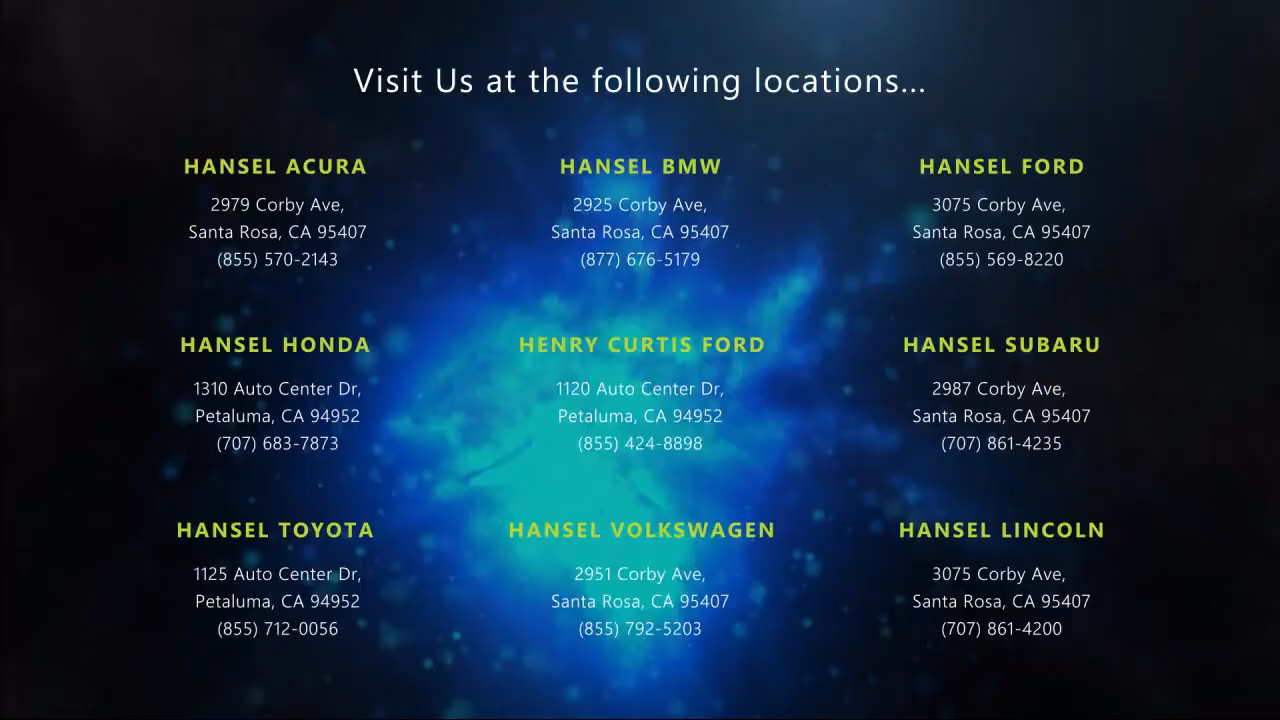 Visit Us at the following locations...
HANSEL ACURA
2979 Corby Ave,
Santa Rosa, CA 95407
(855) 570-2143
HANSEL BMW
2925 Corby Ave,
Santa Rosa, CA 95407
(877) 676-5179
HANSEL FORD
3075 Corby Ave,
Santa Rosa, CA 95407
(855) 569-8220
HANSEL HONDA
1310 Auto Center Dr,
Petaluma, CA 94952
(707) 683-7873
HENRY CURTIS FORD
1120 Auto Center Dr,
Petaluma, CA 94952
(855) 424-8898
HANSEL SUBARU
2987 Corby Ave,
Santa Rosa, CA 95407
(707) 861-4235
HANSEL TOYOTA
1125 Auto Center Dr,
Petaluma, CA 94952
(855) 712-0056
HANSEL VOLKSWAGEN
2951 Corby Ave,
Santa Rosa, CA 95407
(855) 792-5203
HANSEL LINCOLN
3075 Corby Ave,
Santa Rosa, CA 95407
(707) 861-4200